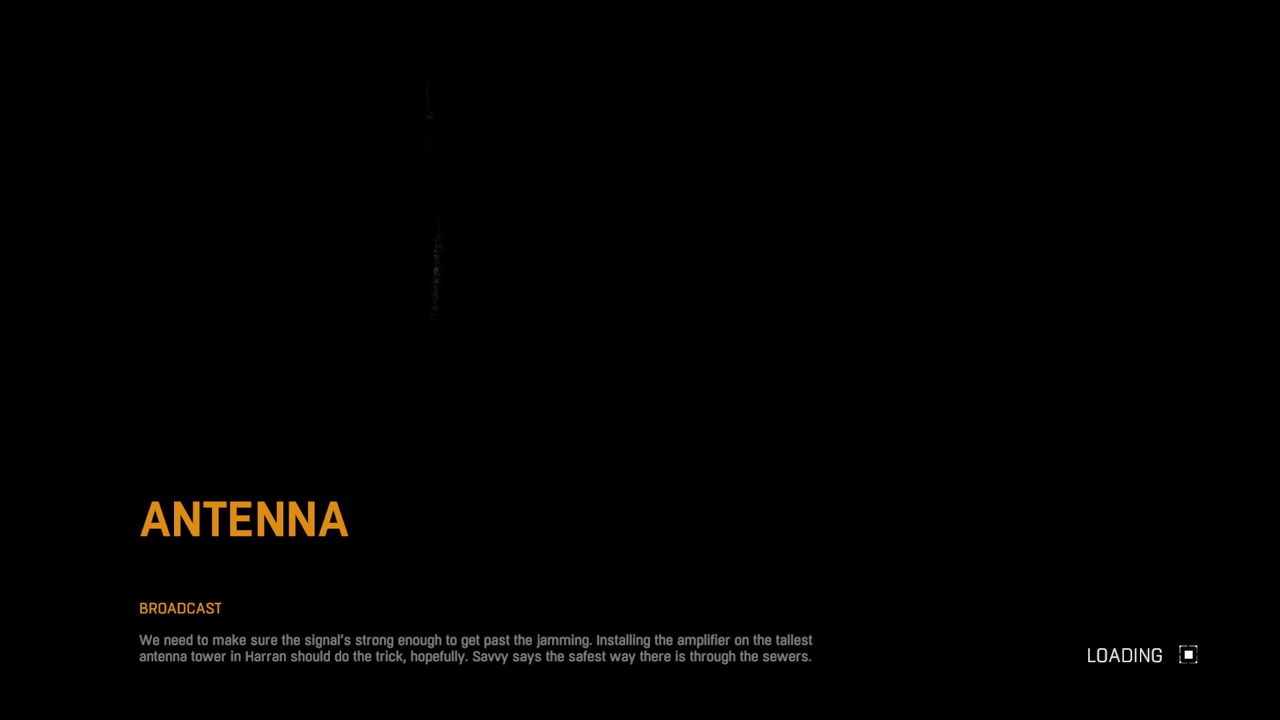 ANTENNA
BROADCAST
We need to make sure the signal's strong enough to get past the jamming. Installing the amplifier on the tallest
antenna tower in Harran should do the trick, hopefully. Savvy says the safest way there is through the sewers.
LOADING